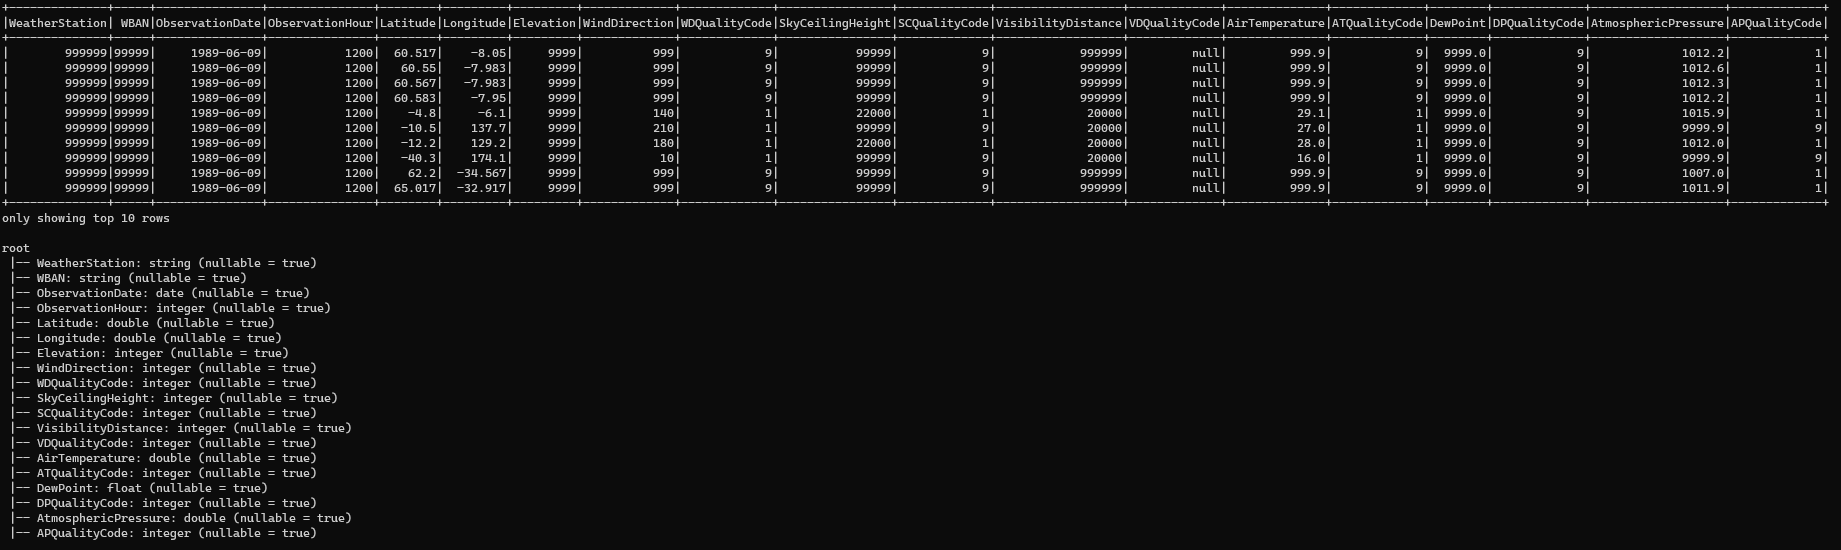 +--------------+-----+---------------+---------------+--------+---------+---------+-------------+-------------+----------------+-------------+------------------+-------------+--------------+-------------+--------+-------------+-------------------+-------------+
|WeatherStation| WBAN|ObservationDate|ObservationHour|Latitude|Longitude|Elevation|WindDirection|WDQualityCode|SkyCeilingHeight|SCQualityCode|VisibilityDistance|VDQualityCode|AirTemperature|ATQualityCode|DewPoint|DPQualityCode|AtmosphericPressure|APQualityCode|
+--------------+-----+---------------+---------------+--------+---------+---------+-------------+-------------+----------------+-------------+------------------+-------------+--------------+-------------+--------+-------------+-------------------+-------------+
|        999999|99999|     1989-06-09|           1200|  60.517|    -8.05|     9999|          999|            9|           99999|            9|            999999|         null|         999.9|            9|  9999.0|            9|             1012.2|            1|
|        999999|99999|     1989-06-09|           1200|   60.55|   -7.983|     9999|          999|            9|           99999|            9|            999999|         null|         999.9|            9|  9999.0|            9|             1012.6|            1|
|        999999|99999|     1989-06-09|           1200|  60.567|   -7.983|     9999|          999|            9|           99999|            9|            999999|         null|         999.9|            9|  9999.0|            9|             1012.3|            1|
|        999999|99999|     1989-06-09|           1200|  60.583|    -7.95|     9999|          999|            9|           99999|            9|            999999|         null|         999.9|            9|  9999.0|            9|             1012.2|            1|
|        999999|99999|     1989-06-09|           1200|    -4.8|     -6.1|     9999|          140|            1|           22000|            1|             20000|         null|          29.1|            1|  9999.0|            9|             1015.9|            1|
|        999999|99999|     1989-06-09|           1200|   -10.5|    137.7|     9999|          210|            1|           99999|            9|             20000|         null|          27.0|            1|  9999.0|            9|             9999.9|            9|
|        999999|99999|     1989-06-09|           1200|   -12.2|    129.2|     9999|          180|            1|           22000|            1|             20000|         null|          28.0|            1|  9999.0|            9|             1012.0|            1|
|        999999|99999|     1989-06-09|           1200|   -40.3|    174.1|     9999|           10|            1|           99999|            9|             20000|         null|          16.0|            1|  9999.0|            9|             9999.9|            9|
|        999999|99999|     1989-06-09|           1200|    62.2|  -34.567|     9999|          999|            9|           99999|            9|            999999|         null|         999.9|            9|  9999.0|            9|             1007.0|            1|
|        999999|99999|     1989-06-09|           1200|  65.017|  -32.917|     9999|          999|            9|           99999|            9|            999999|         null|         999.9|            9|  9999.0|            9|             1011.9|            1|
+--------------+-----+---------------+---------------+--------+---------+---------+-------------+-------------+----------------+-------------+------------------+-------------+--------------+-------------+--------+-------------+-------------------+-------------+
only showing top 10 rows
root
 |-- WeatherStation: string (nullable = true)
 |-- WBAN: string (nullable = true)
 |-- ObservationDate: date (nullable = true)
 |-- ObservationHour: integer (nullable = true)
 |-- Latitude: double (nullable = true)
 |-- Longitude: double (nullable = true)
 |-- Elevation: integer (nullable = true)
 |-- WindDirection: integer (nullable = true)
 |-- WDQualityCode: integer (nullable = true)
 |-- SkyCeilingHeight: integer (nullable = true)
 |-- SCQualityCode: integer (nullable = true)
 |-- VisibilityDistance: integer (nullable = true)
 |-- VDQualityCode: integer (nullable = true)
 |-- AirTemperature: double (nullable = true)
 |-- ATQualityCode: integer (nullable = true)
 |-- DewPoint: float (nullable = true)
 |-- DPQualityCode: integer (nullable = true)
 |-- AtmosphericPressure: double (nullable = true)
 |-- APQualityCode: integer (nullable = true)